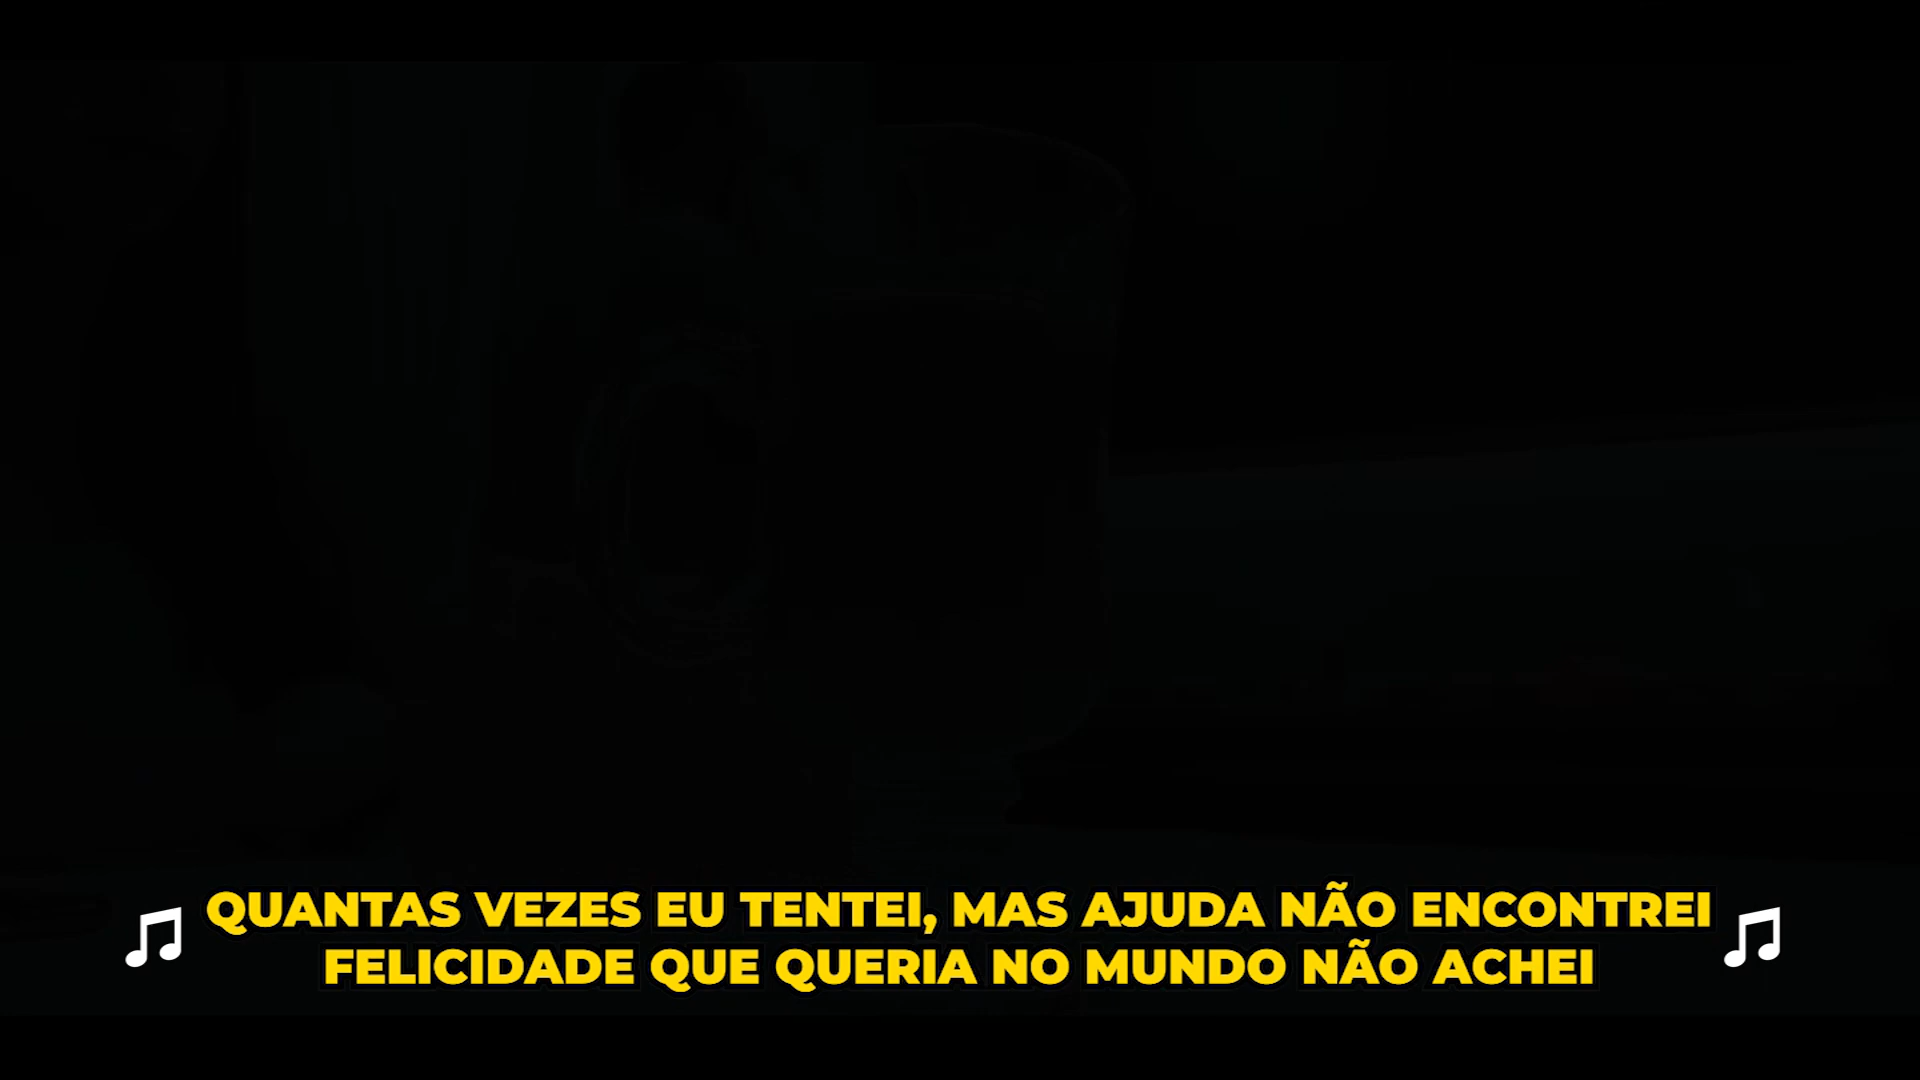 QUANTAS VEZES EU TENTEI, MAS AJUDA NÃO ENCONTREI
FELICIDADE QUE QUERIA NO MUNDO NÃO ACHEI